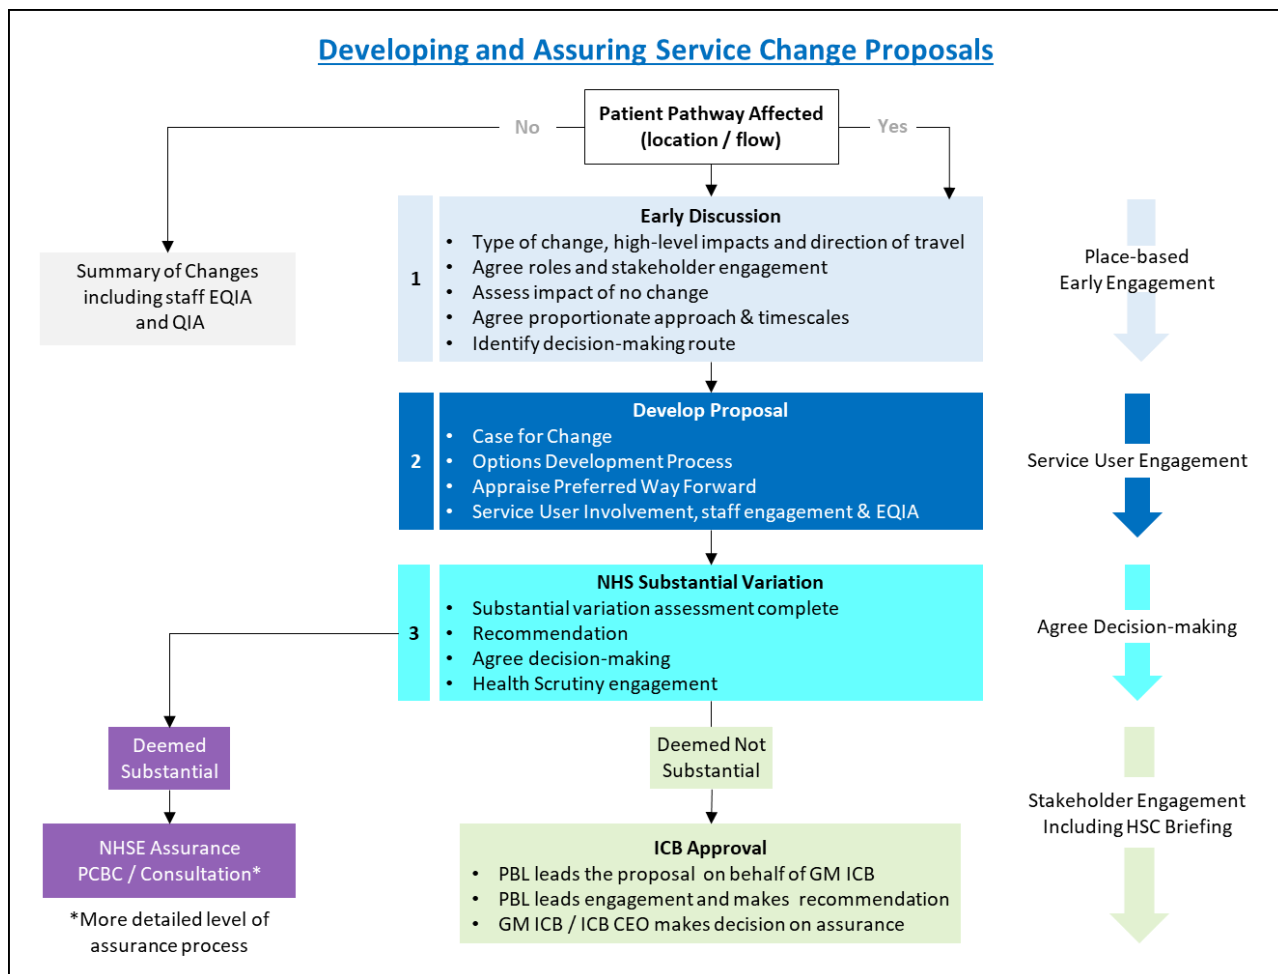 Developing and Assuring Service Change Proposals
Patient Pathway Affected
(location / flow)
No
Yes
Summary of Changes
including staff EQIA
and QIA
1
Early Discussion
• Type of change, high-level impacts and direction of travel
• Agree roles and stakeholder engagement
• Assess impact of no change
• Agree proportionate approach & timescales
• Identify decision-making route
Place-based
Early Engagement
2
Develop Proposal
• Case for Change
• Options Development Process
• Appraise Preferred Way Forward
• Service User Involvement, staff engagement & EQIA
Service User Engagement
3
NHS Substantial Variation
• Substantial variation assessment complete
• Recommendation
• Agree decision-making
• Health Scrutiny engagement
Agree Decision-making
Deemed
Substantial
Deemed Not
Substantial
NHSE Assurance
PCBC / Consultation*
*More detailed level of
assurance process
ICB Approval
• PBL leads the proposal on behalf of GM ICB
• PBL leads engagement and makes recommendation
• GM ICB / ICB CEO makes decision on assurance
Stakeholder Engagement
Including HSC Briefing